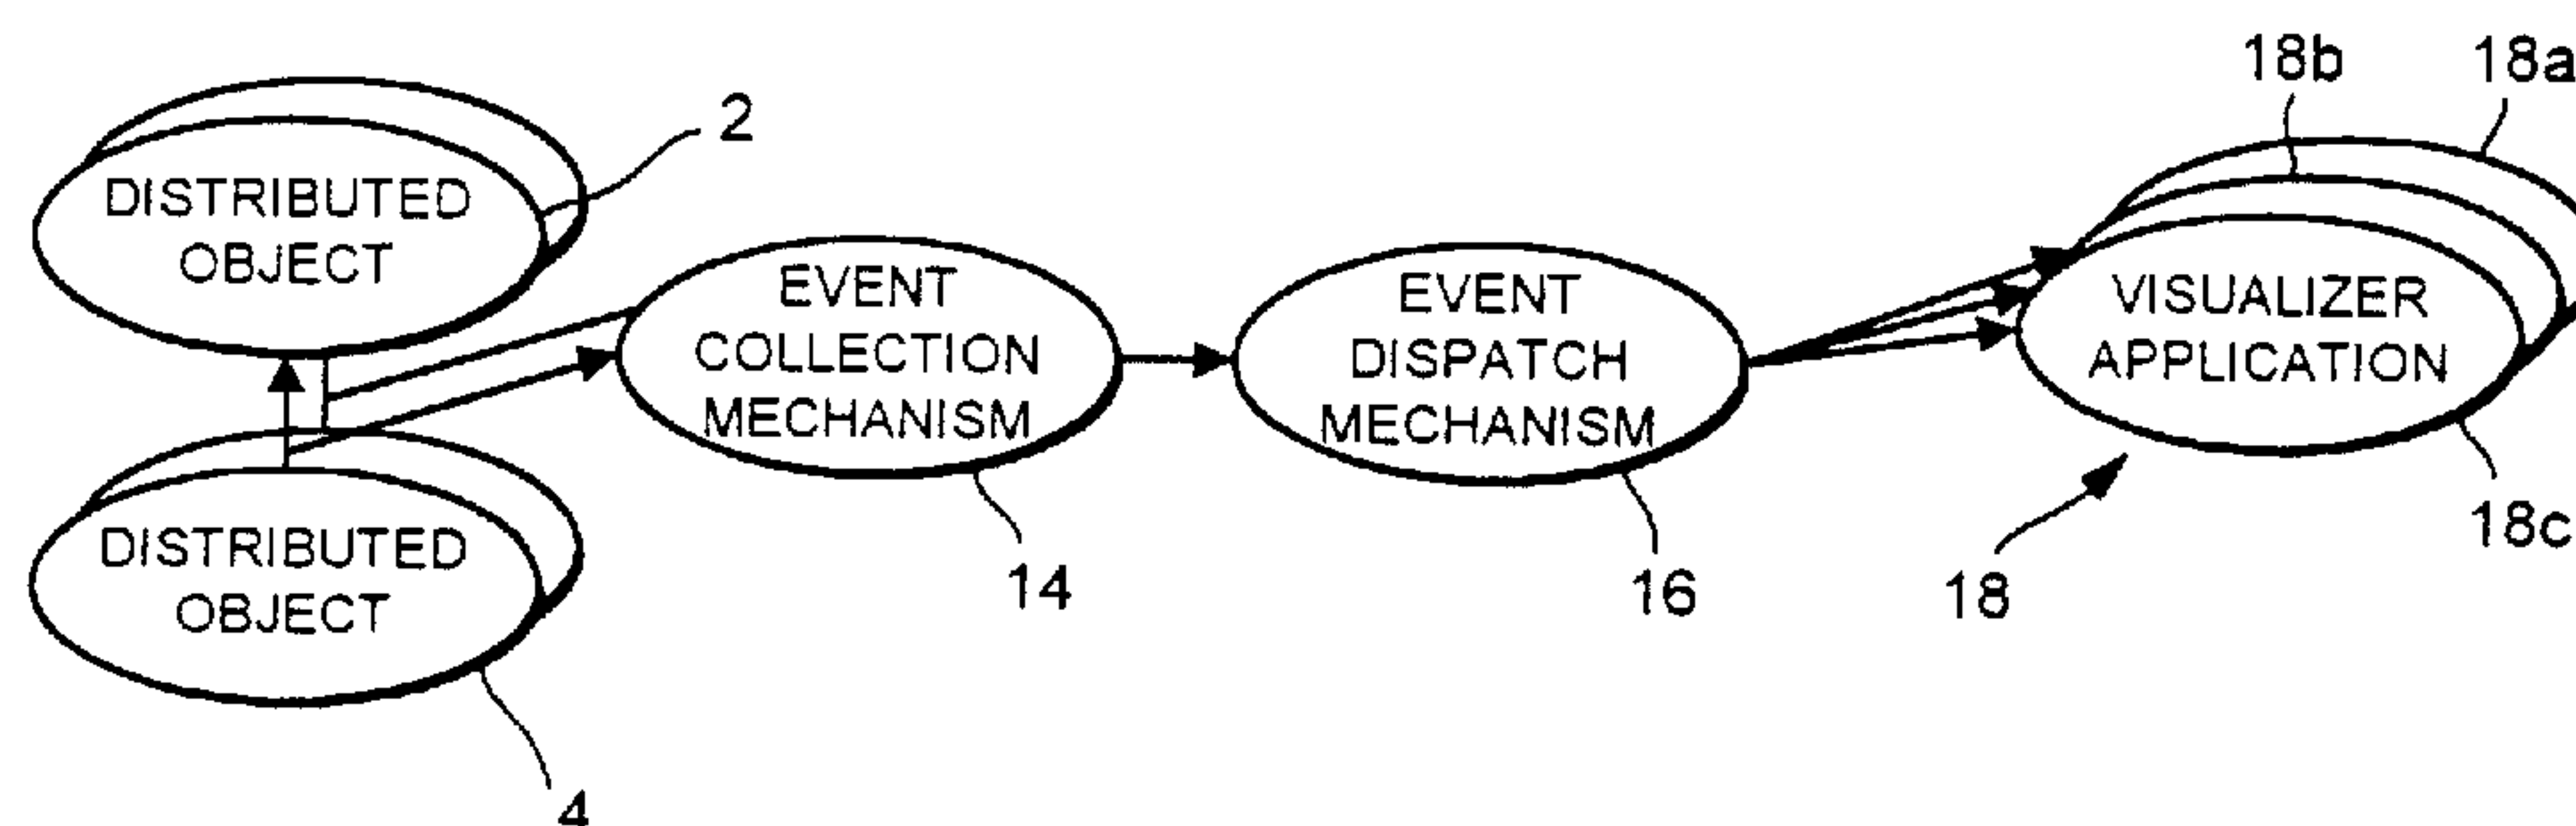 18b
18a
2
DISTRIBUTED
OBJECT
EVENT
COLLECTION
MECHANISM
EVENT
DISPATCH
MECHANISM
VISUALIZER
APPLICATION
DISTRIBUTED
OBJECT
14
16
18
18c
4